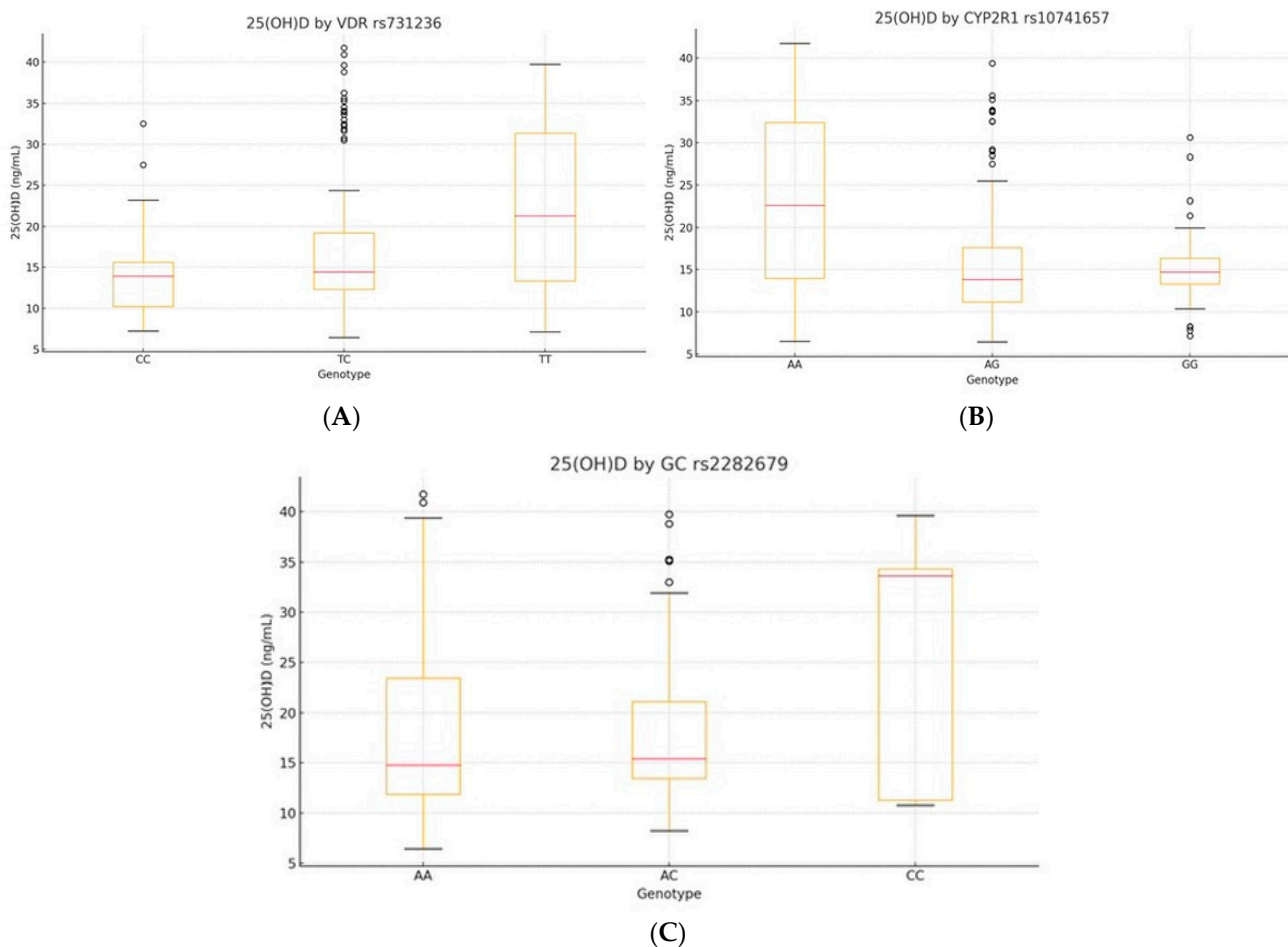 25(OH)D by VDR rs731236
40
35
30
25
20
15
10
5
25(OH)D (ng/mL)
CC TC TT
Genotype
(A)
25(OH)D by CYP2R1 rs10741657
40
35
30
25
20
15
10
5
25(OH)D (ng/mL)
AA AG GG
Genotype
(B)
25(OH)D by GC rs2282679
40
35
30
25
20
15
10
5
25(OH)D (ng/mL)
AA AC CC
Genotype
(C)